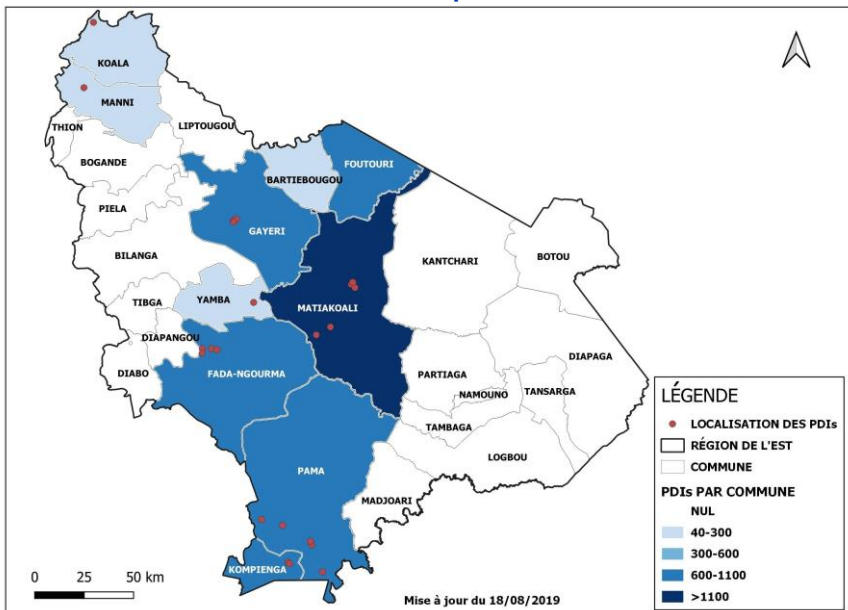 KOALA
MANNI
THION
LIPTOUGOU
BOGANDE
BARTIEBOUGOU
FOUTOURI
PIELA
GAYERI
BILANGA
KANTCHARI
BOTOU
YAMBA
TIBGA
MATIAKOALI
DIAPANGOU
DIABO
FADA-NGOURMA
DIAPAGA
PARTIAGA
NAMOUNO
TANSARGA
TAMBAGA
LOGBOU
PAMA
MADJOARI
KOMPIENGA
LÉGENDE
LOCALISATION DES PDIs
RÉGION DE L'EST
COMMUNE
PDIs PAR COMMUNE
NUL
40-300
300-600
600-1100
>1100
0 25 50 km
Mise à jour du 18/08/2019